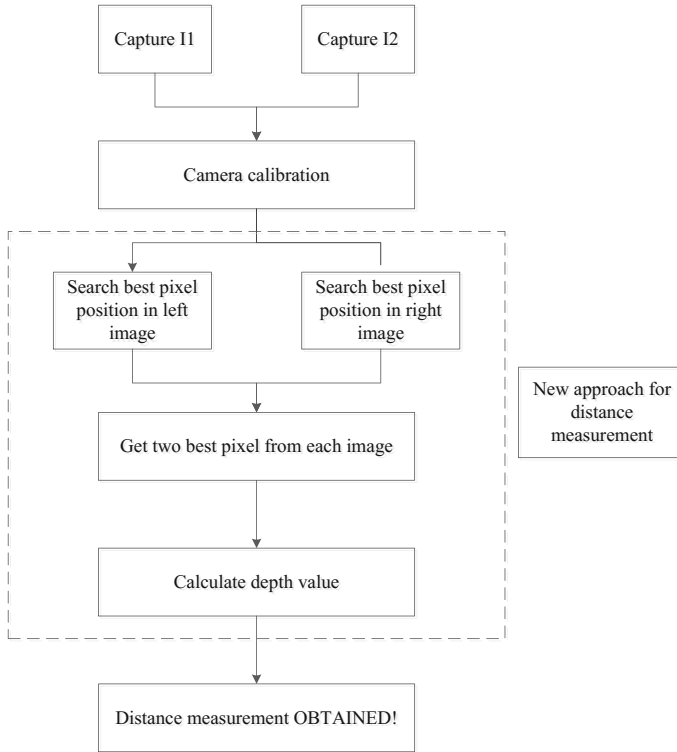 Capture I1
Capture I2
Camera calibration
Search best pixel
position in left
image
Search best pixel
position in right
image
New approach for
distance
measurement
Get two best pixel from each image
Calculate depth value
Distance measurement OBTAINED!